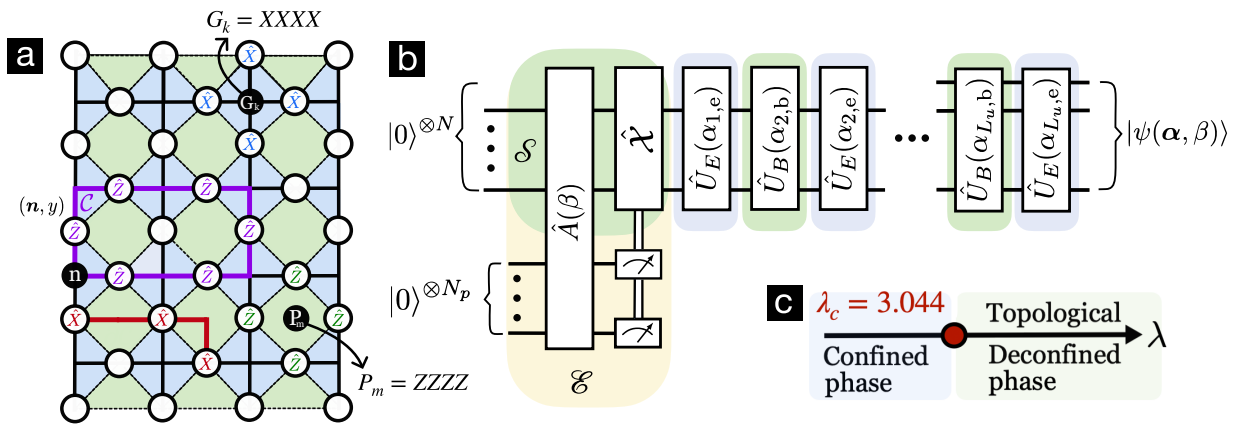 a
G_k = XXXX
X̂
X̂ G_k X̂
X̂
Ẑ Ẑ
(n, y) 𝒞
Ẑ Ẑ
n Ẑ Ẑ Ẑ
X̂ X̂ Ẑ P_m Ẑ
X̂ Ẑ
P_m = ZZZZ
b
|0⟩^{⊗N}
𝒮
Â(β)
𝒳̂
Û_E(α_{1,e})
Û_B(α_{2,b})
Û_E(α_{2,e})
Û_B(α_{L_u,b})
Û_E(α_{L_u,e})
|ψ(α, β)⟩
|0⟩^{⊗N_p}
ℰ
c
λ_c = 3.044
Topological
λ
Confined
phase
Deconfined
phase